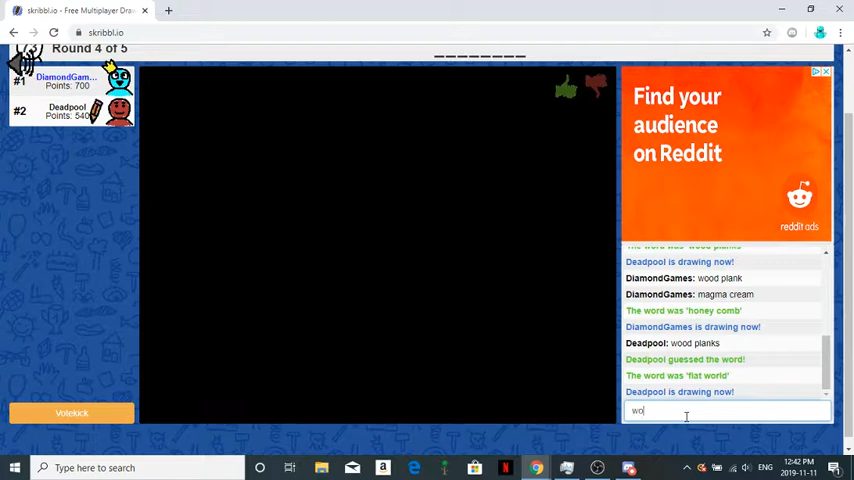 skribbl.io - Free Multiplayer Dra
skribbl.io
Round 4 of 5
_ _ _ _ _ _ _ _
#1
DiamondGam...
Points: 700
#2
Deadpool
Points: 540
Find your
audience
on Reddit
reddit ads
The word was 'wood planks'
Deadpool is drawing now!
DiamondGames: wood plank
DiamondGames: magma cream
The word was 'honey comb'
DiamondGames is drawing now!
Deadpool: wood planks
Deadpool guessed the word!
The word was 'flat world'
Deadpool is drawing now!
wo
Votekick
Type here to search
ENG
12:42 PM
2019-11-11